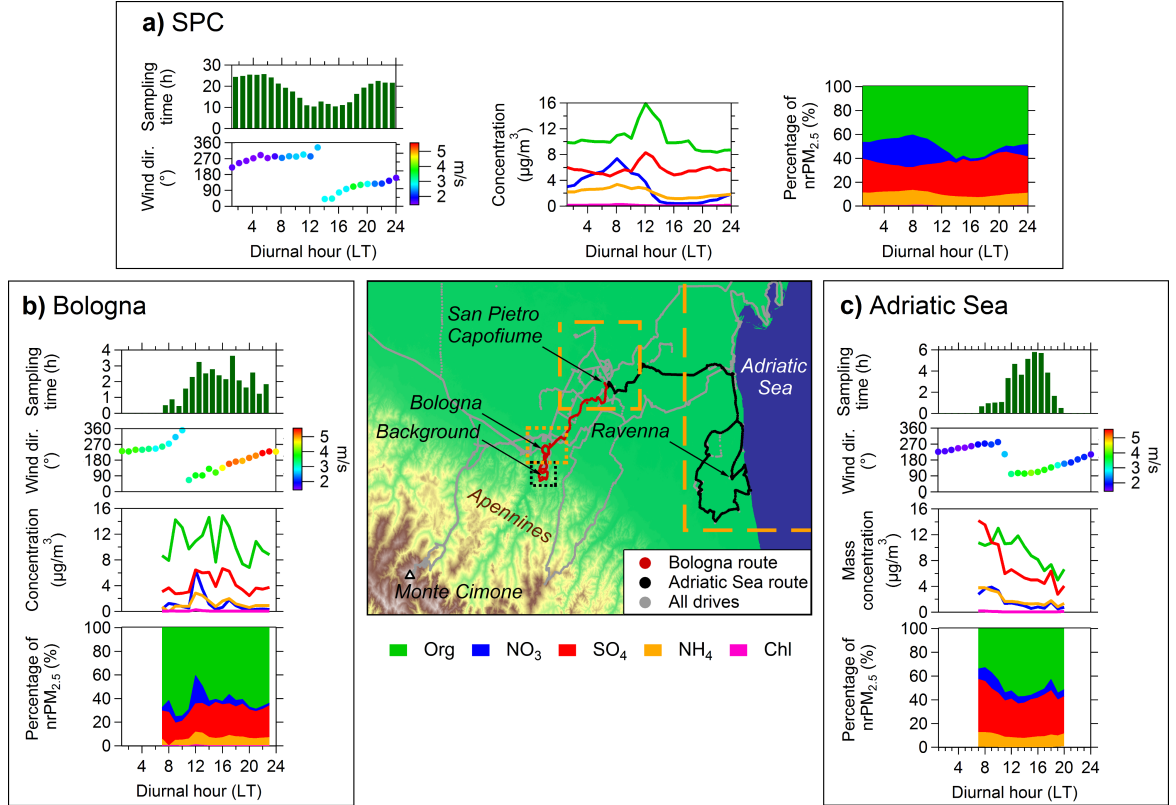 a) SPC
Sampling
time (h)
30
20
10
0
Wind dir.
(°)
360
270
180
90
0
5
4
3
2
m/s
4 8 12 16 20 24
Diurnal hour (LT)
Concentration
(µg/m³)
16
12
8
4
0
4 8 12 16 20 24
Diurnal hour (LT)
Percentage of
nrPM2.5 (%)
100
80
60
40
20
0
4 8 12 16 20 24
Diurnal hour (LT)
b) Bologna
Sampling
time (h)
4
3
2
1
0
Wind dir.
(°)
360
270
180
90
0
5
4
3
2
m/s
Concentration
(µg/m³)
16
12
8
4
0
Percentage of
nrPM2.5 (%)
100
80
60
40
20
0
4 8 12 16 20 24
Diurnal hour (LT)
San Pietro
Capofiume
Adriatic
Sea
Bologna
Background
Ravenna
Apennines
Monte Cimone
Bologna route
Adriatic Sea route
All drives
Org NO3 SO4 NH4 Chl
c) Adriatic Sea
Sampling
time (h)
6
4
2
0
Wind dir.
(°)
360
270
180
90
0
5
4
3
2
m/s
Mass
concentration
(µg/m³)
16
12
8
4
0
Percentage of
nrPM2.5 (%)
100
80
60
40
20
0
4 8 12 16 20 24
Diurnal hour (LT)